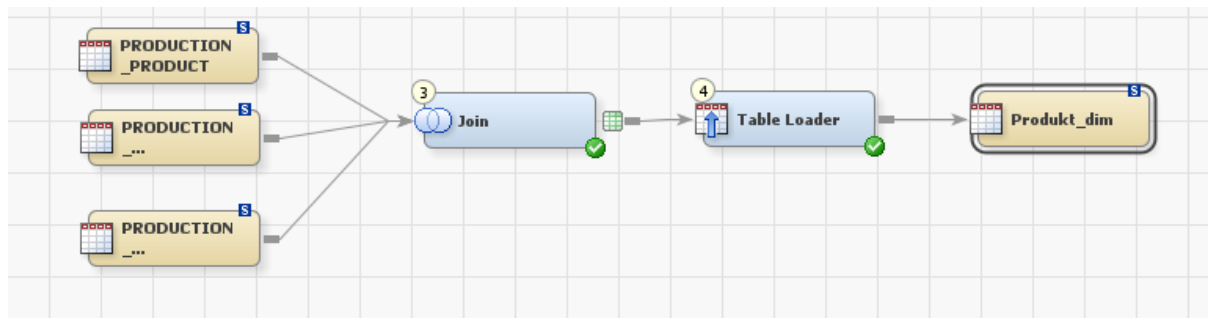 S
PRODUCTION
_PRODUCT
S
PRODUCTION
_...
S
PRODUCTION
_...
3
Join
4
Table Loader
S
Produkt_dim